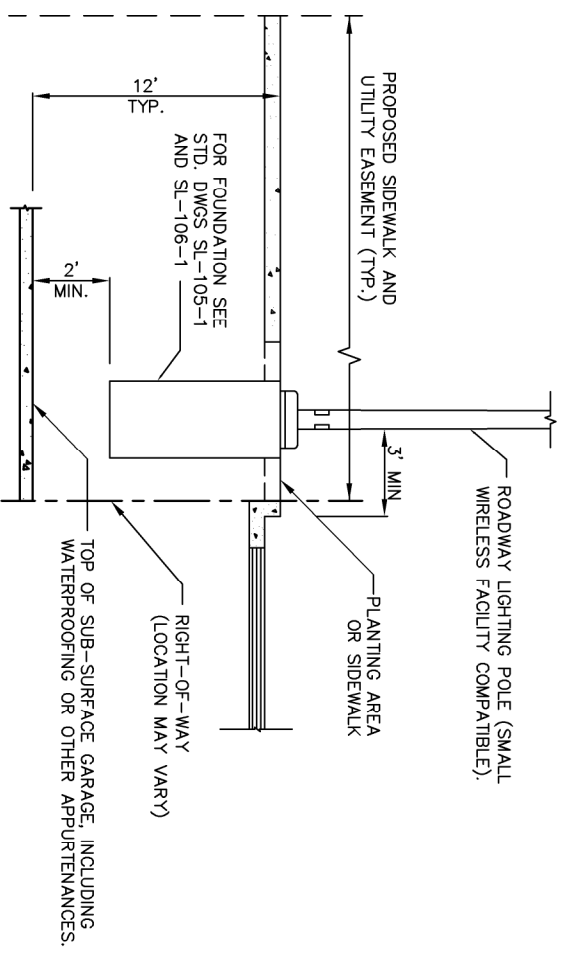 ROADWAY LIGHTING POLE (SMALL
WIRELESS FACILITY COMPATIBLE).
PLANTING AREA
OR SIDEWALK
RIGHT-OF-WAY
(LOCATION MAY VARY)
TOP OF SUB-SURFACE GARAGE, INCLUDING
WATERPROOFING OR OTHER APPURTENANCES.
3' MIN
PROPOSED SIDEWALK AND
UTILITY EASEMENT (TYP.)
FOR FOUNDATION SEE
STD. DWGS SL-105-1
AND SL-106-1
12'
TYP.
2'
MIN.